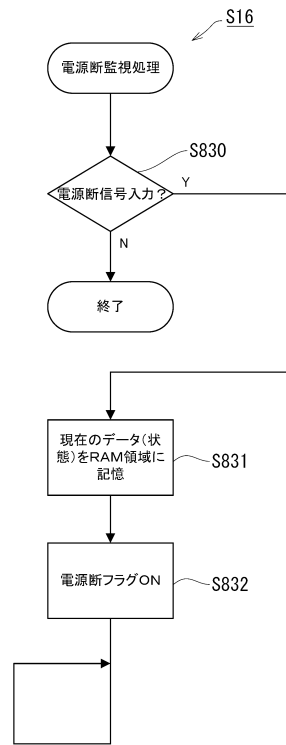 S16
電源断監視処理
S830
電源断信号入力?
Y
N
終了
現在のデータ(状
態)をRAM領域に
記憶
S831
電源断フラグON
S832